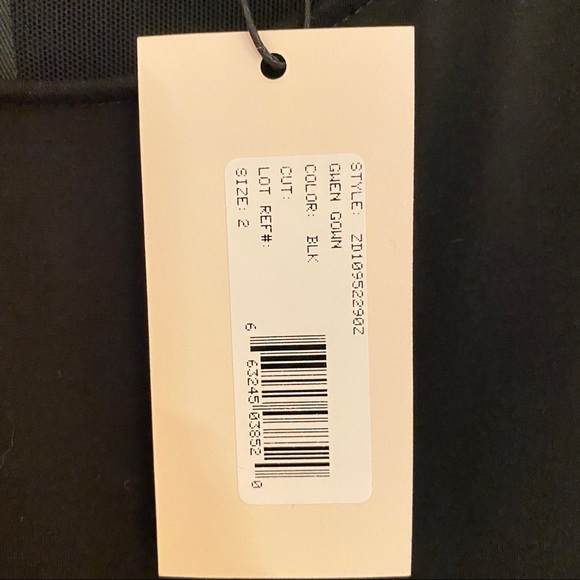 STYLE: ZD10952290Z
GWEN GOWN
COLOR: BLK
CUT:
LOT REF#:
SIZE: 2
6 63245 03852 0